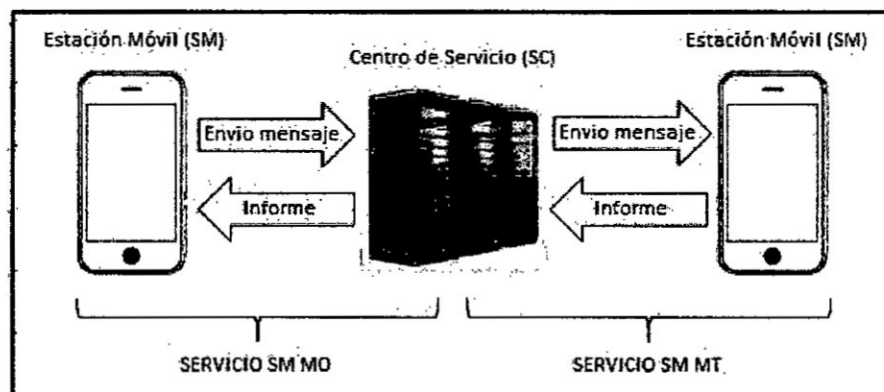 Estación Móvil (SM)
Centro de Servicio (SC)
Estación Móvil (SM)
Envio mensaje
Envio mensaje
Informe
Informe
SERVICIO SM MO
SERVICIO SM MT